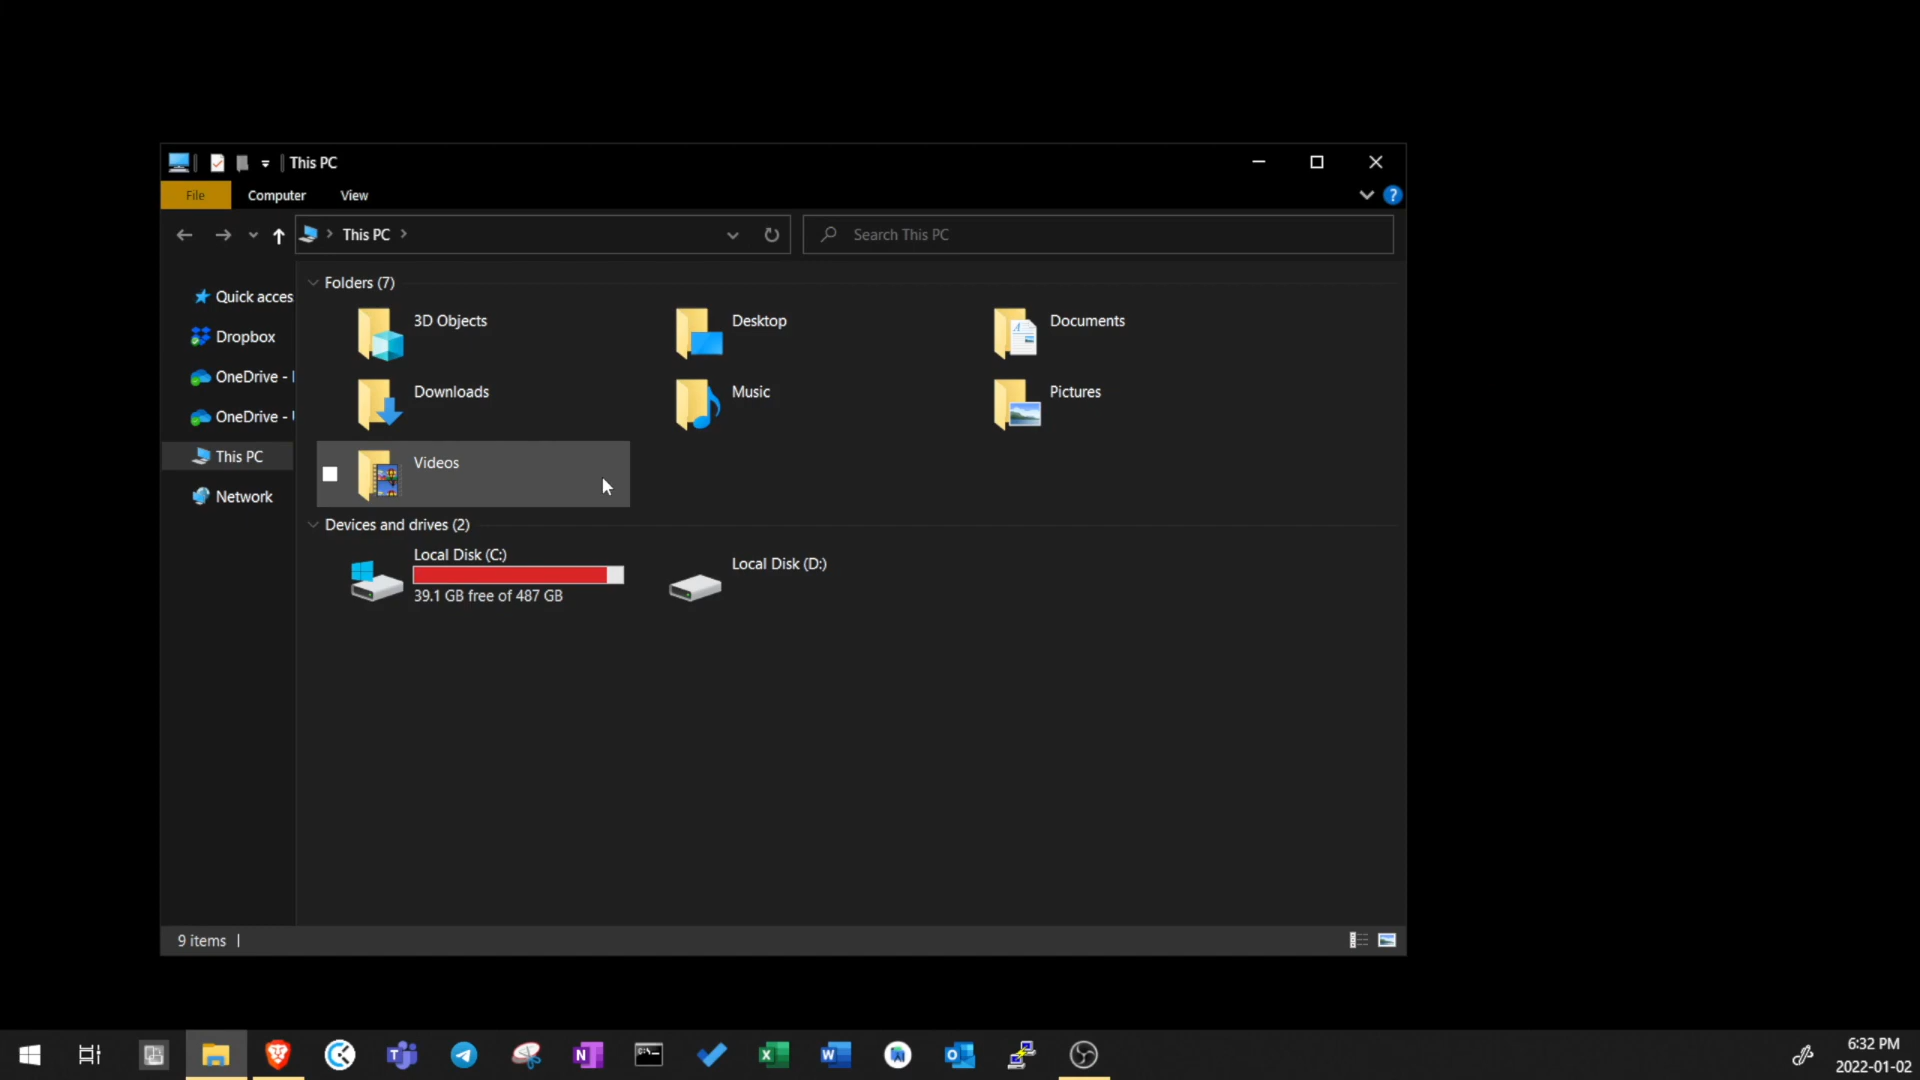 This PC
File Computer View
This PC
Search This PC
Quick acces
Dropbox
OneDrive -
OneDrive -
This PC
Network
Folders (7)
3D Objects
Desktop
Documents
Downloads
Music
Pictures
Videos
Devices and drives (2)
Local Disk (C:)
39.1 GB free of 487 GB
Local Disk (D:)
9 items
6:32 PM
2022-01-02